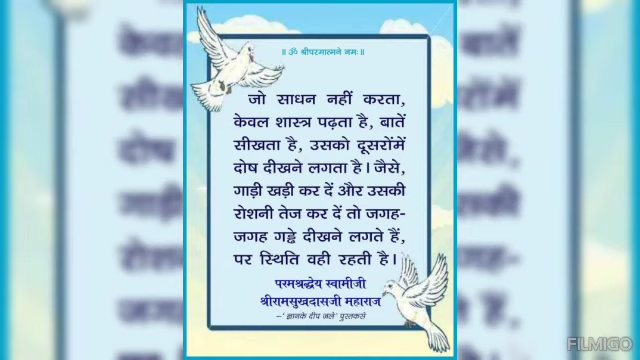 ॥ ॐ श्रीपरमात्मने नमः॥
जो साधन नहीं करता,
केवल शास्त्र पढ़ता है, बातें
सीखता है, उसको दूसरोंमें
दोष दीखने लगता है। जैसे,
गाड़ी खड़ी कर दें और उसकी
रोशनी तेज कर दें तो जगह-
जगह गड्ढे दीखने लगते हैं,
पर स्थिति वही रहती है।
परमश्रद्धेय स्वामीजी
श्रीरामसुखदासजी महाराज
–‘ज्ञानके दीप जले’ पुस्तकसे
FILMIGO